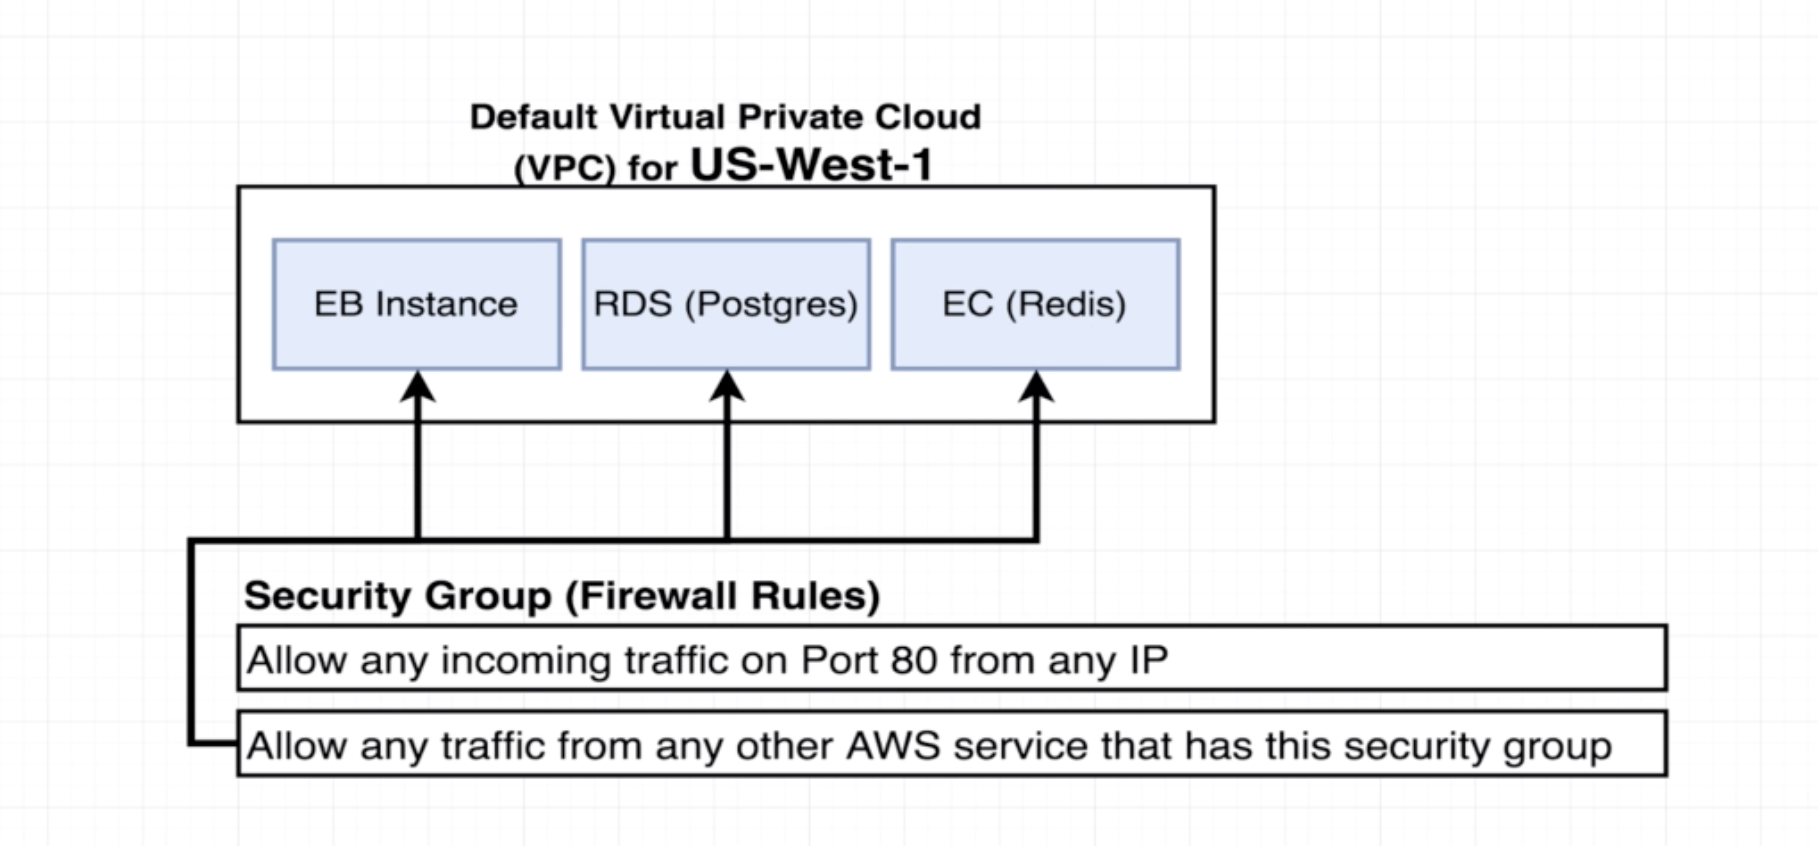 Default Virtual Private Cloud
(VPC) for US-West-1
EB Instance
RDS (Postgres)
EC (Redis)
Security Group (Firewall Rules)
Allow any incoming traffic on Port 80 from any IP
Allow any traffic from any other AWS service that has this security group